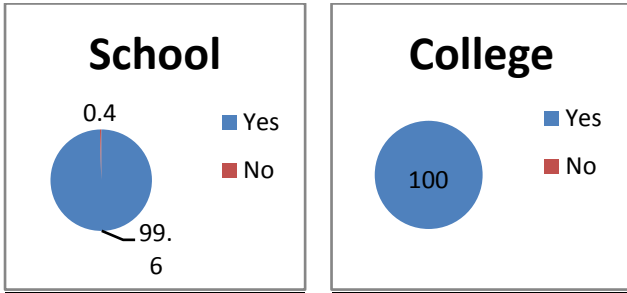 School
0.4
Yes
No
99.
6
College
Yes
No
100